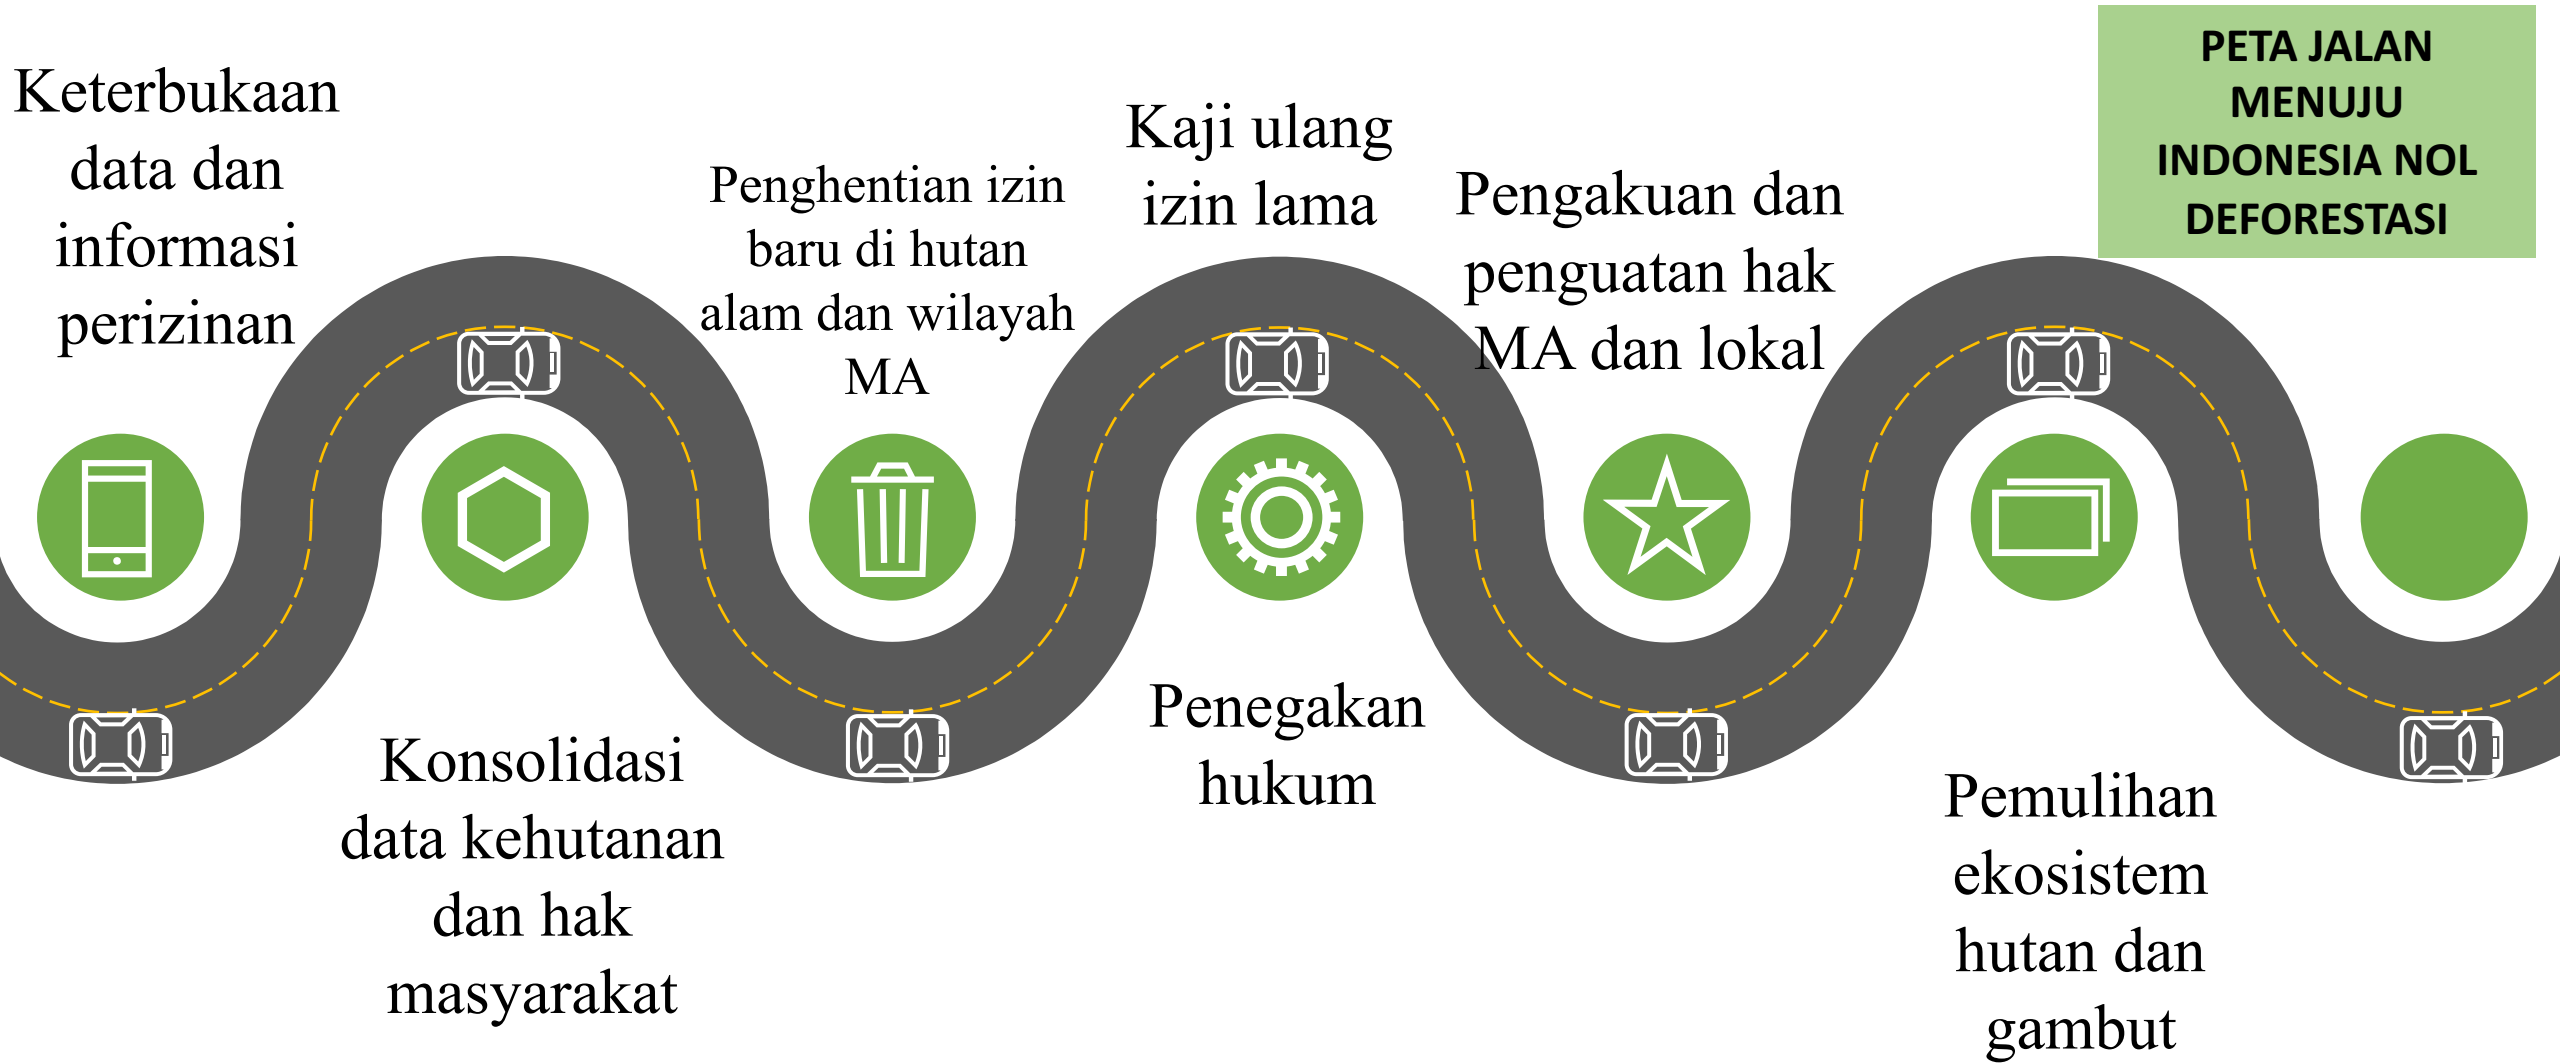 Keterbukaan
data dan
informasi
perizinan
Konsolidasi
data kehutanan
dan hak
masyarakat
Penghentian izin
baru di hutan
alam dan wilayah
MA
Kaji ulang
izin lama
Penegakan
hukum
Pengakuan dan
penguatan hak
MA dan lokal
Pemulihan
ekosistem
hutan dan
gambut
PETA JALAN
MENUJU
INDONESIA NOL
DEFORESTASI